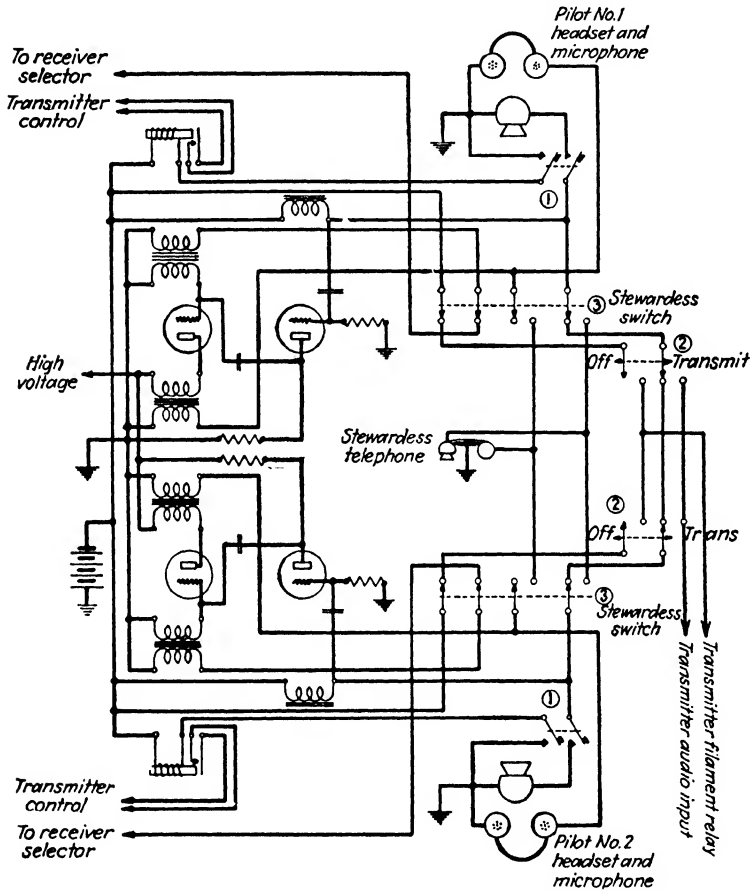 Pilot No.1
headset and
microphone
To receiver
selector
Transmitter
control
①
③ Stewardess
switch
②
Off Transmit
High
voltage
Stewardess
telephone
②
Off Trans
③
Stewardess
switch
①
Transmitter filament relay
Transmitter audio input
Transmitter
control
To receiver
selector
Pilot No.2
headset and
microphone